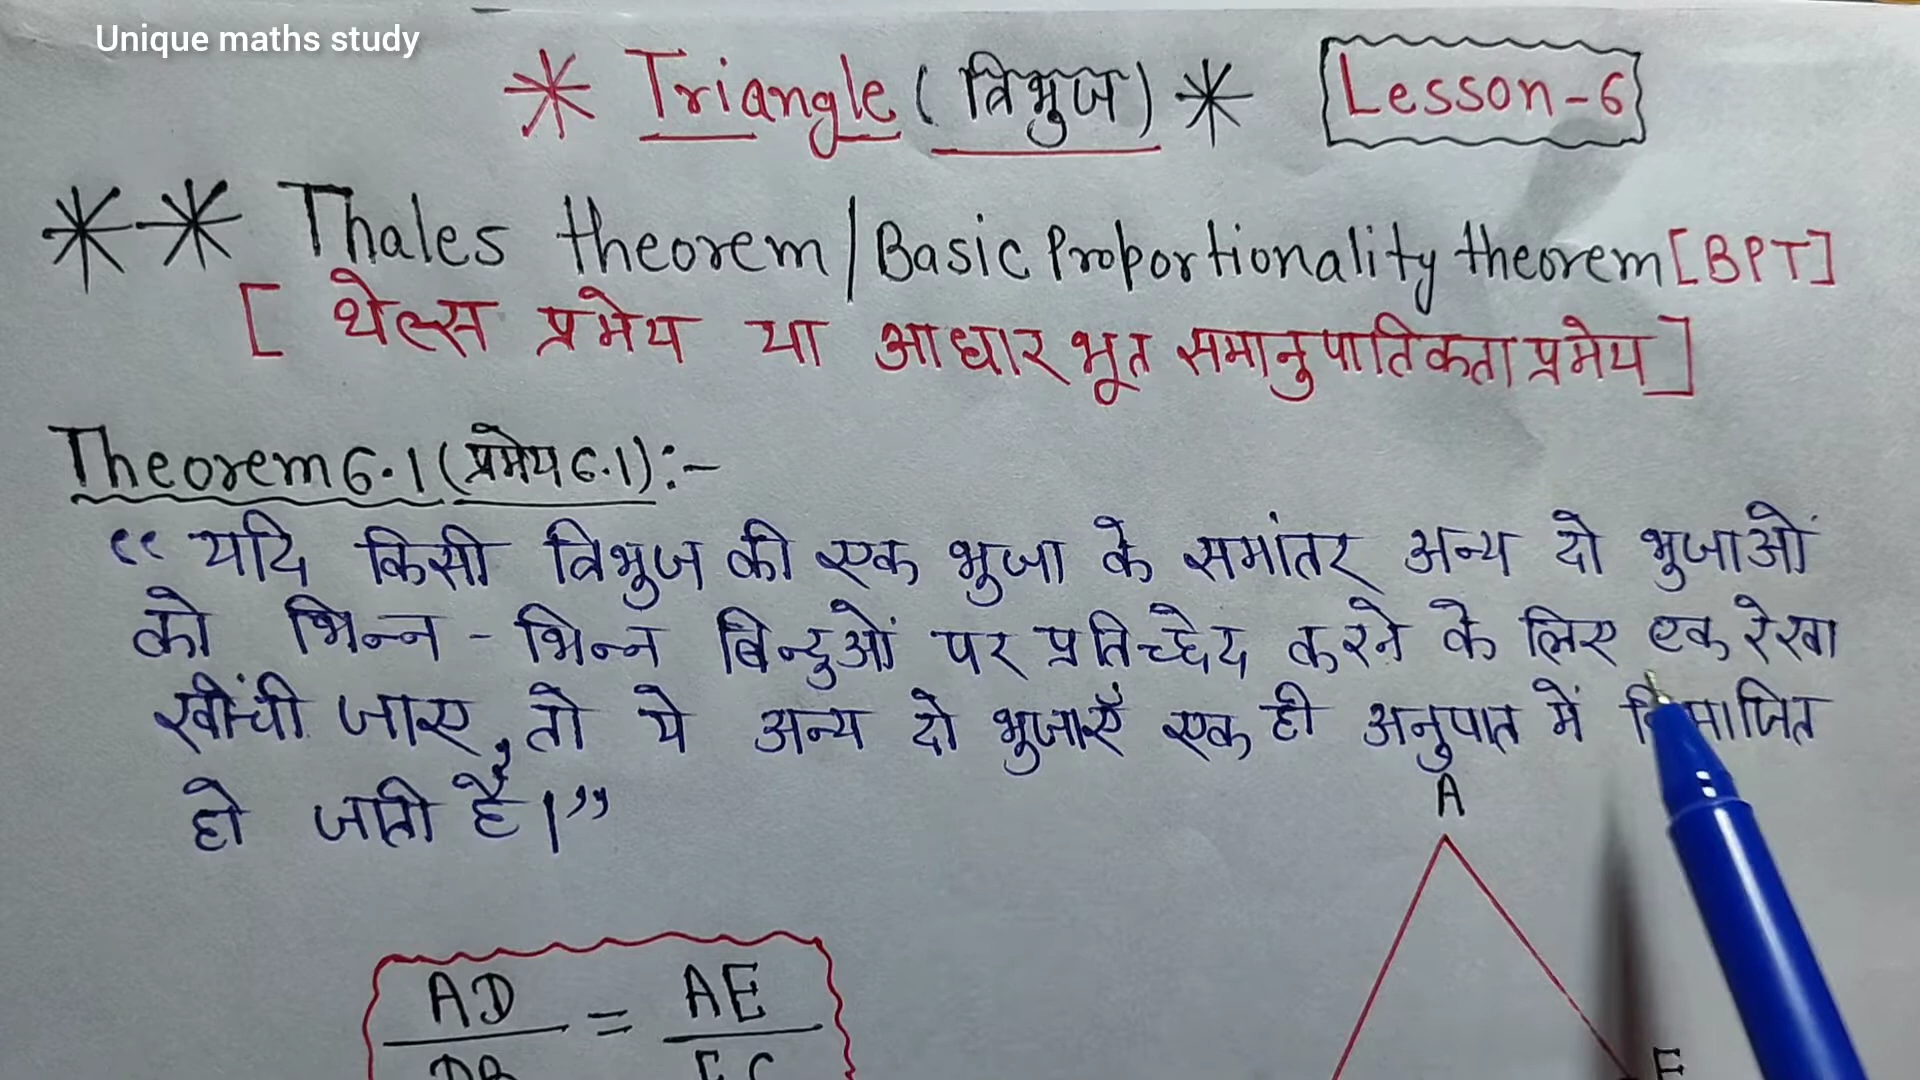 Unique maths study
* Triangle (त्रिभुज) * Lesson-6
** Thales theorem/Basic Proportionality theorem [BPT]
[ थेल्स प्रमेय या आधारभूत समानुपातिकता प्रमेय ]
Theorem 6.1 (प्रमेय 6.1) :-
“ यदि किसी त्रिभुज की एक भुजा के समांतर अन्य दो भुजाओं
को भिन्न - भिन्न बिन्दुओं पर प्रतिच्छेद करने के लिए एक रेखा
खींची जाए, तो ये अन्य दो भुजाएँ एक ही अनुपात में विभाजित
हो जाती है।”
A
AD = AE
DB EC
E